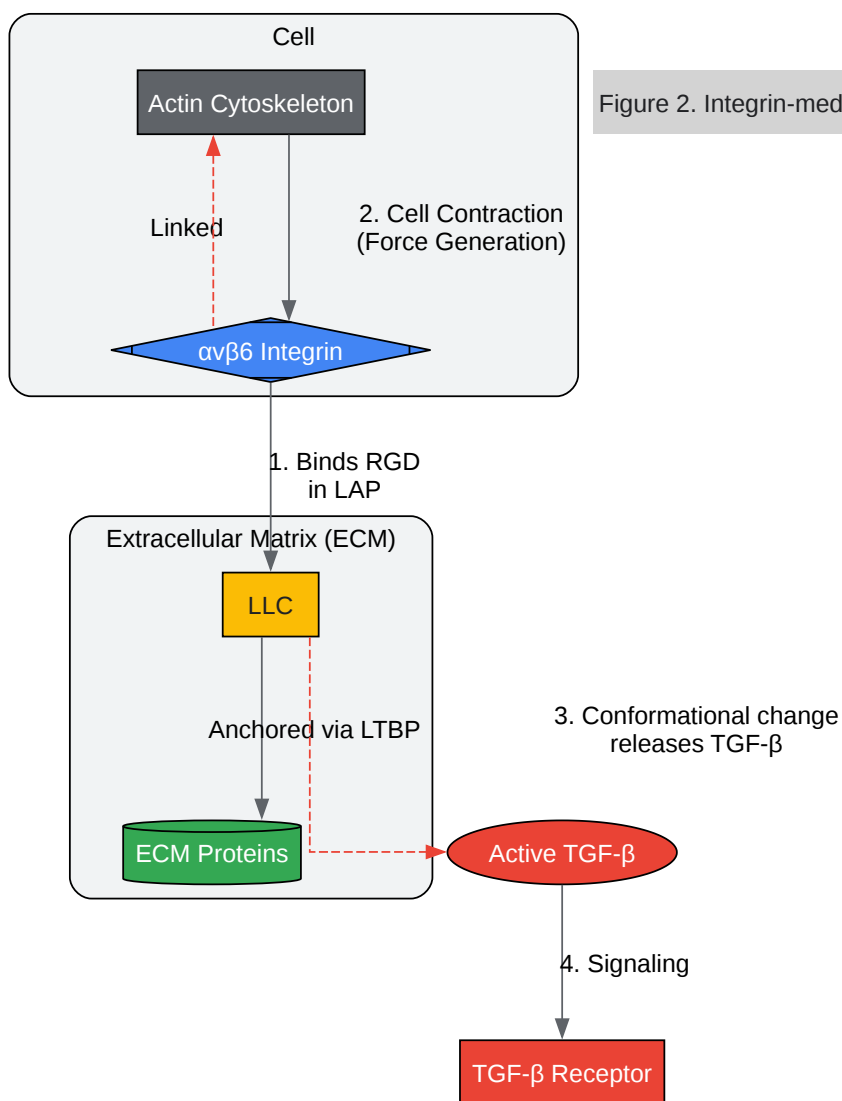 Cell
Actin Cytoskeleton
Figure 2. Integrin-med
Linked
2. Cell Contraction
(Force Generation)
αvβ6 Integrin
1. Binds RGD
in LAP
Extracellular Matrix (ECM)
LLC
Anchored via LTBP
3. Conformational change
releases TGF-β
ECM Proteins
Active TGF-β
4. Signaling
TGF-β Receptor